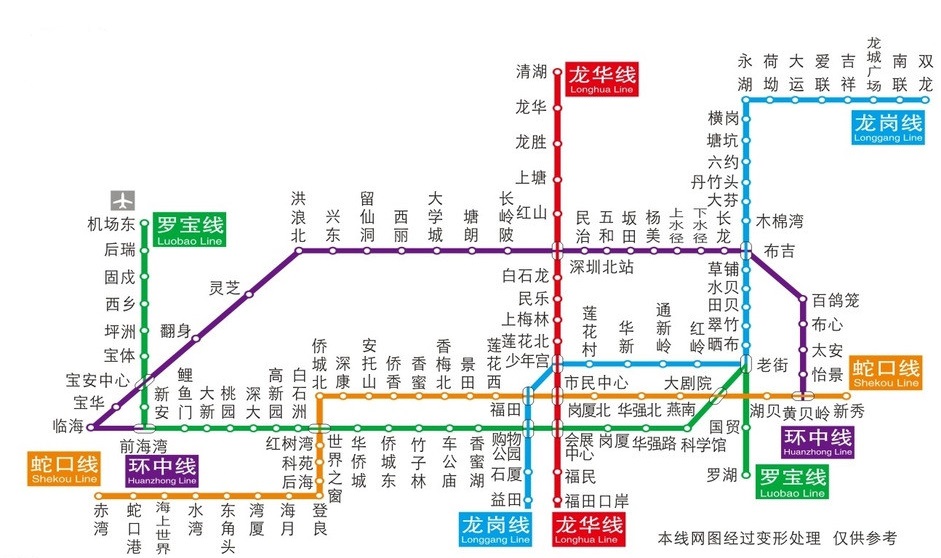 清湖
龙华线
Longhua Line
龙华
龙胜
上塘
红山
永湖
荷坳
大运
爱联
吉祥
龙城广场
南联
双龙
龙岗线
Longgang Line
横岗
塘坑
六约
丹竹头
大芬
木棉湾
布吉
机场东
罗宝线
Luobao Line
后瑞
固戍
西乡
坪洲
宝体
宝安中心
洪浪北
兴东
留仙洞
西丽
大学城
塘朗
长岭陂
深圳北站
民治
五和
坂田
杨美
上水径
下水径
长龙
灵芝
翻身
宝华
临海
白石龙
民乐
上梅林
莲花北
少年宫
莲花村
华新
通新岭
红岭
草铺
水贝
田贝
翠竹
晒布
老街
百鸽笼
布心
太安
怡景
蛇口线
Shekou Line
新安
鲤鱼门
大新
桃园
深大
高新园
白石洲
侨城北
深康
安托山
侨香
香蜜
香梅北
景田
莲花西
福田
市民中心
岗厦北
华强北
燕南
大剧院
湖贝
黄贝岭
新秀
环中线
Huanzhong Line
前海湾
蛇口线
Shekou Line
环中线
Huanzhong Line
红树湾
科苑
后海
世界之窗
华侨城
侨城东
竹子林
车公庙
香蜜湖
购物公园
会展中心
岗厦
华强路
科学馆
国贸
罗湖
罗宝线
Luobao Line
石厦
益田
福民
福田口岸
龙岗线
Longgang Line
龙华线
Longhua Line
赤湾
蛇口港
海上世界
水湾
东角头
湾厦
海月
登良
本线网图经过变形处理 仅供参考